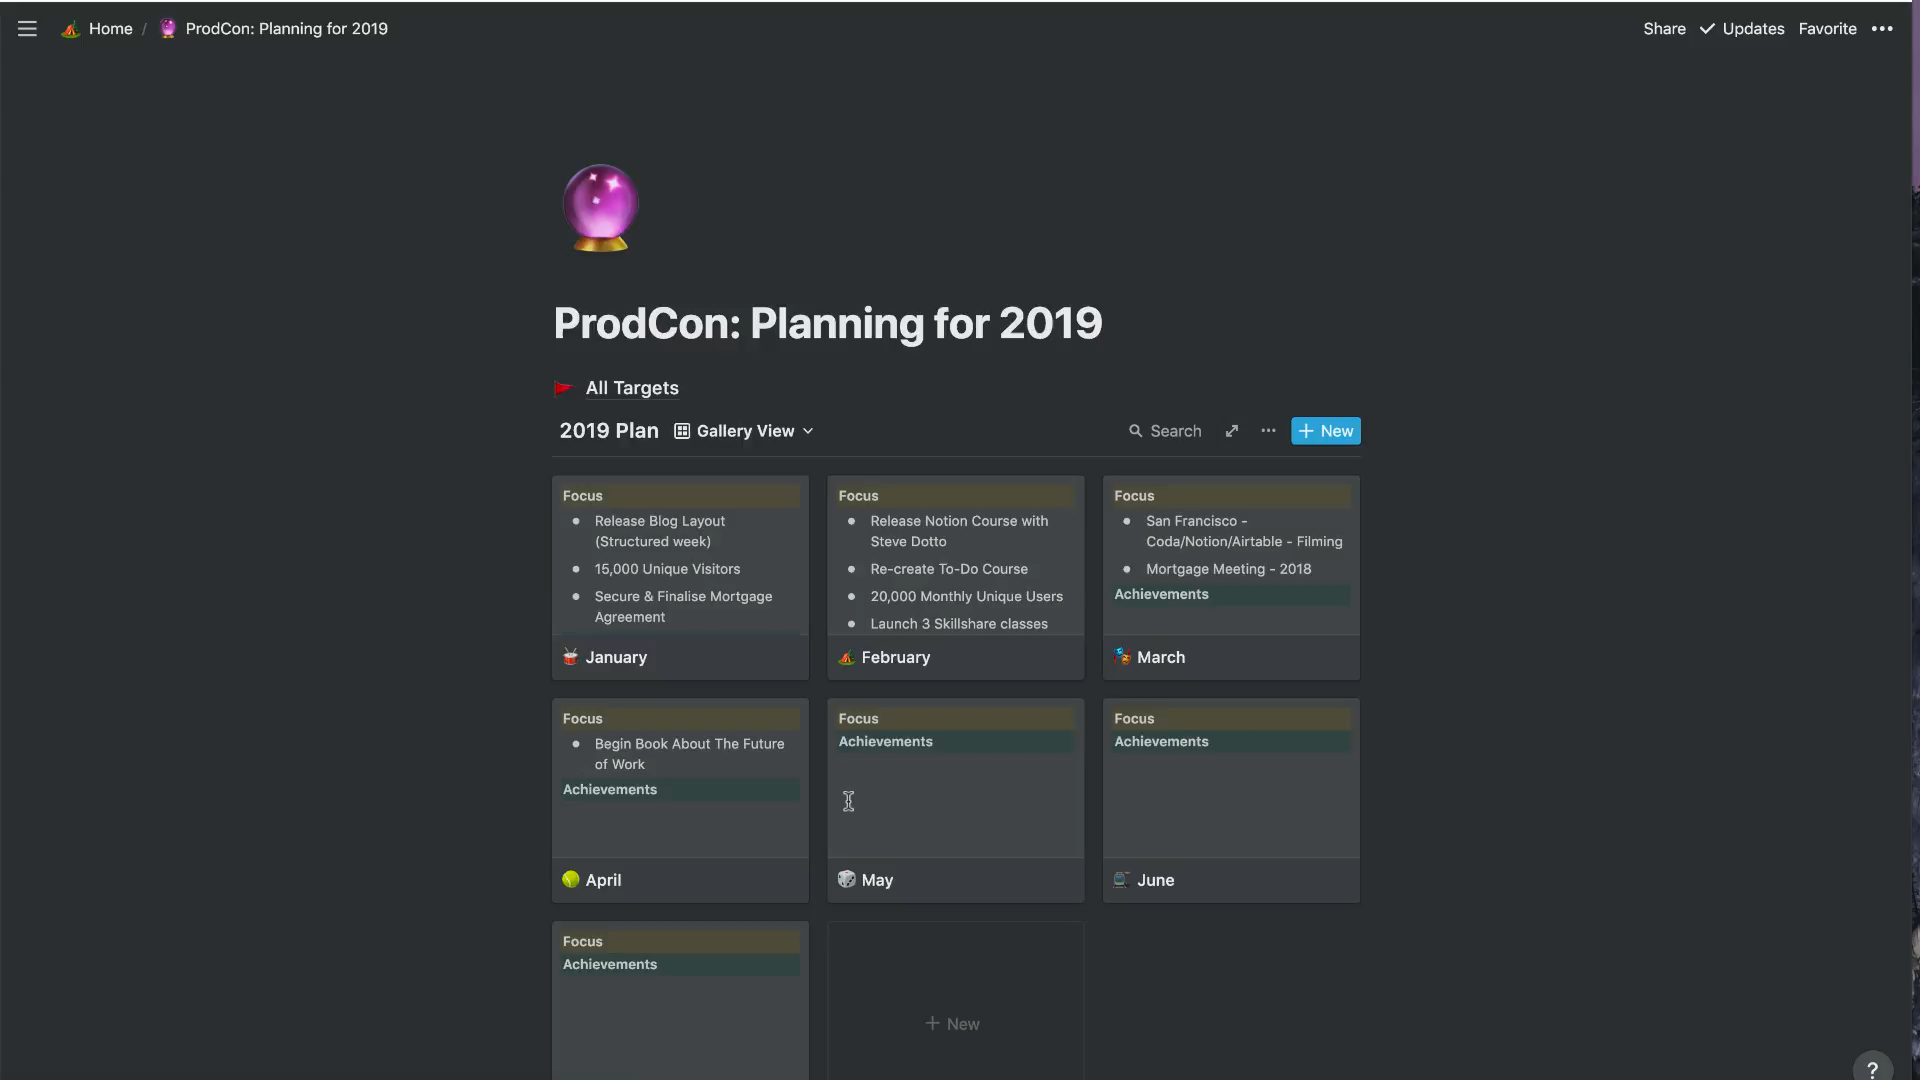 Home / ProdCon: Planning for 2019
Share Updates Favorite
ProdCon: Planning for 2019
All Targets
2019 Plan Gallery View
Search
New
Focus
Release Blog Layout
(Structured week)
15,000 Unique Visitors
Secure & Finalise Mortgage
Agreement
January
Focus
Release Notion Course with
Steve Dotto
Re-create To-Do Course
20,000 Monthly Unique Users
Launch 3 Skillshare classes
February
Focus
San Francisco -
Coda/Notion/Airtable - Filming
Mortgage Meeting - 2018
Achievements
March
Focus
Begin Book About The Future
of Work
Achievements
April
Focus
Achievements
May
Focus
Achievements
June
Focus
Achievements
+ New
?